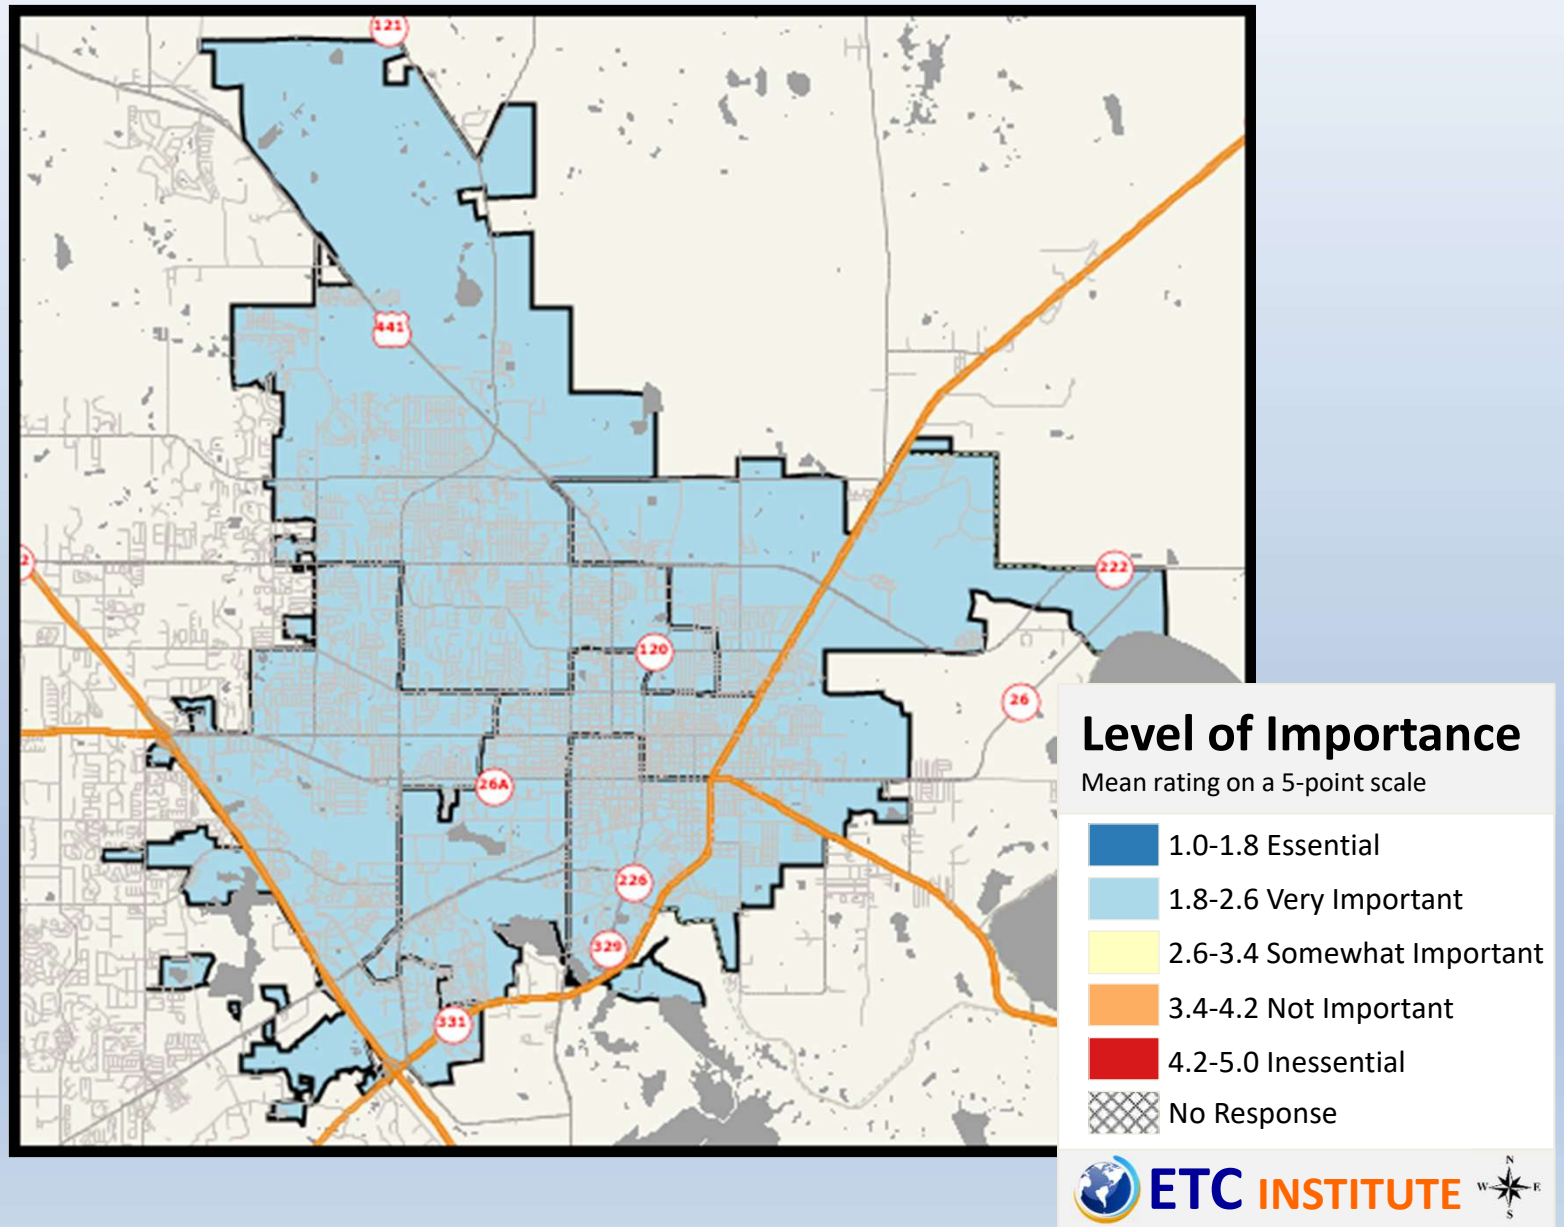 121
441
2
222
120
26
26A
226
329
331
Level of Importance
Mean rating on a 5-point scale
1.0-1.8 Essential
1.8-2.6 Very Important
2.6-3.4 Somewhat Important
3.4-4.2 Not Important
4.2-5.0 Inessential
No Response
ETC INSTITUTE
N
W E
S